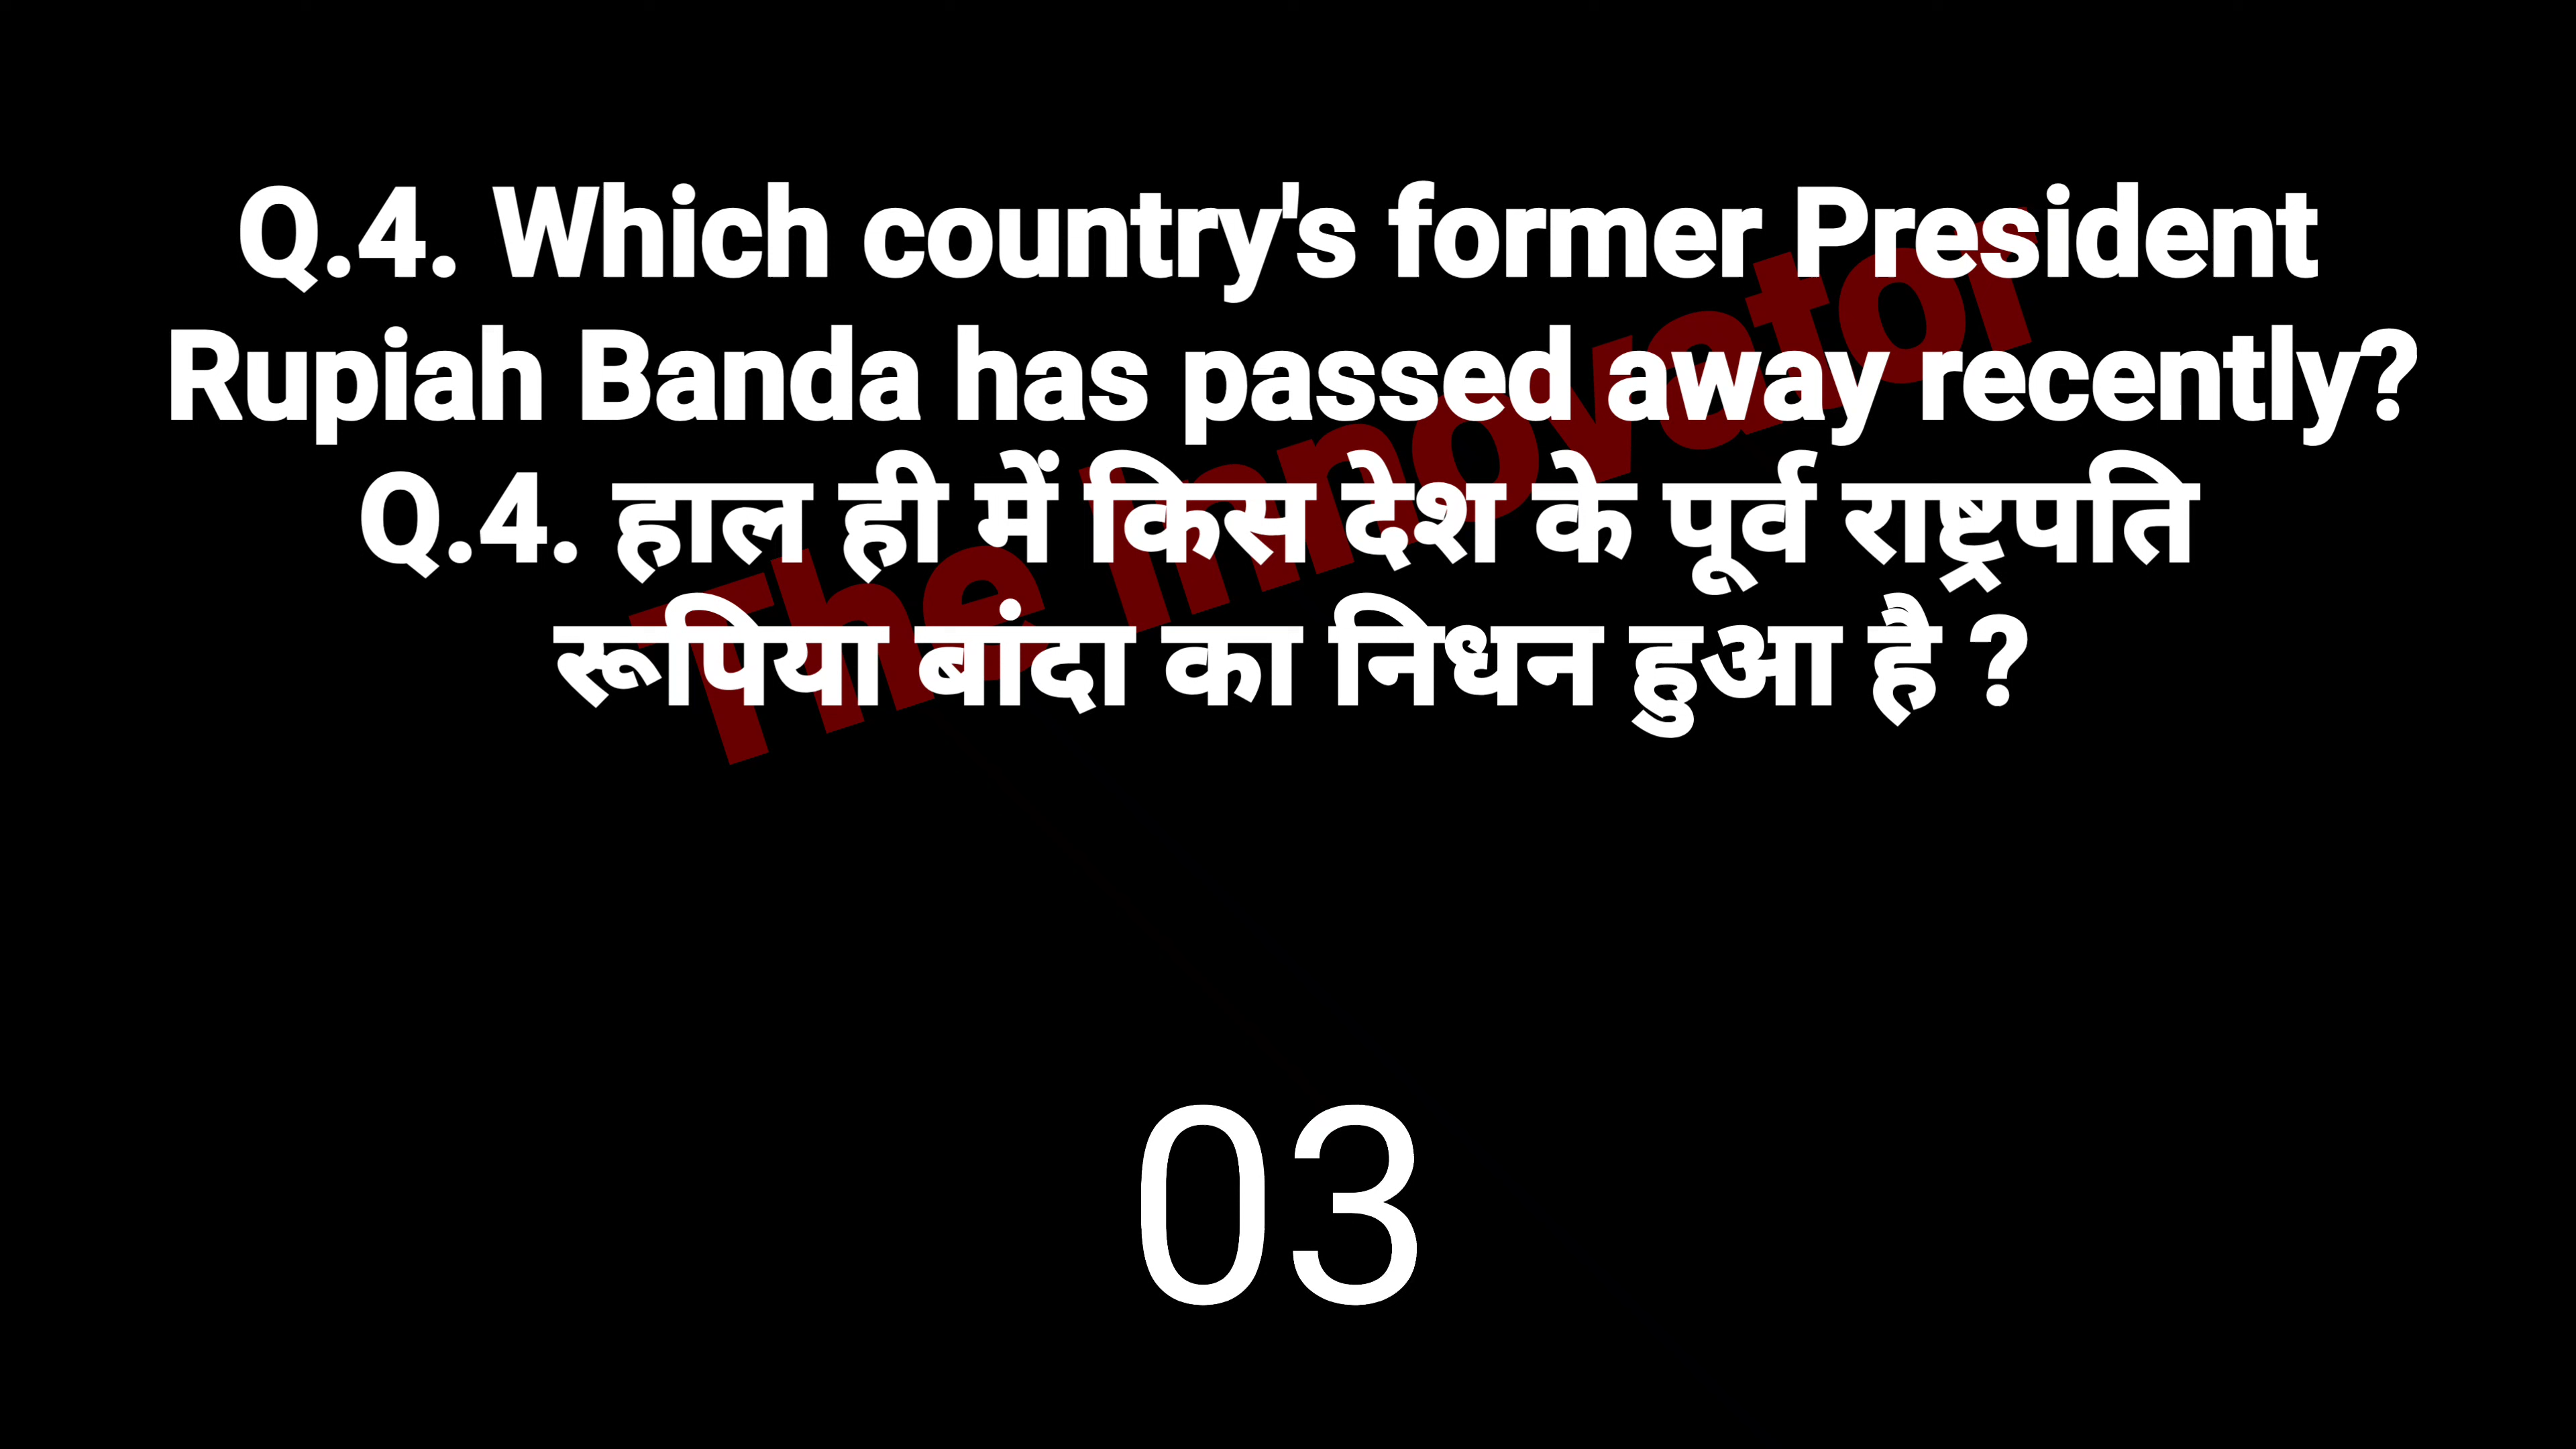 Q.4. Which country's former President
Rupiah Banda has passed away recently?
Q.4. हाल ही में किस देश के पूर्व राष्ट्रपति
रूपिया बांदा का निधन हुआ है ?
The Innovator
03